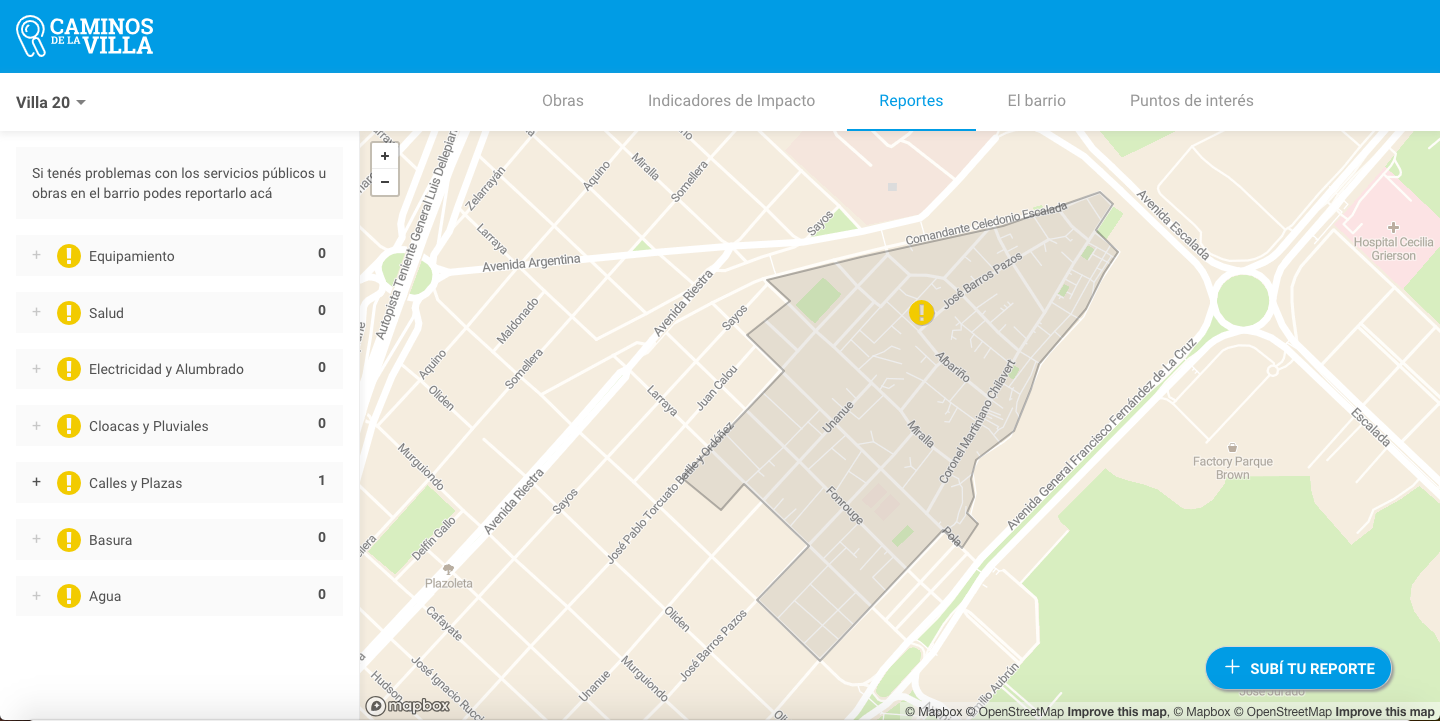 CAMINOS
DE LA VILLA
Villa 20
Obras
Indicadores de Impacto
Reportes
El barrio
Puntos de interés
Si tenés problemas con los servicios públicos u
obras en el barrio podes reportarlo acá
+ Equipamiento 0
+ Salud 0
+ Electricidad y Alumbrado 0
+ Cloacas y Pluviales 0
+ Calles y Plazas 1
+ Basura 0
+ Agua 0
+
−
Autopista Teniente General Luis Dellepian
Zelarrayán
Larraya
Aquino
Miralla
Somellera
Sayos
Avenida Argentina
Comandante Celedonio Escalada
Avenida Escalada
Hospital Cecilia
Grierson
José Barros Pazos
Avenida Riestra
Sayos
Maldonado
Aquino
Somellera
Oliden
Larraya
Juan Calou
Albariño
Unanue
Miralla
Coronel Martiniano Chilavert
Avenida General Francisco Fernández de La Cruz
Escalada
Factory Parque
Brown
Murguiondo
Avenida Riestra
Sayos
José Pablo Torcuato Batlle y Ordóñez
Fonrouge
Pola
Delfín Gallo
Plazoleta
Cafayate
Oliden
José Barros Pazos
Murguiondo
Unanue
José Ignacio Rucci
Hudson
milio Aubrún
José Jurado
+ SUBÍ TU REPORTE
mapbox
© Mapbox © OpenStreetMap Improve this map, © Mapbox © OpenStreetMap Improve this map